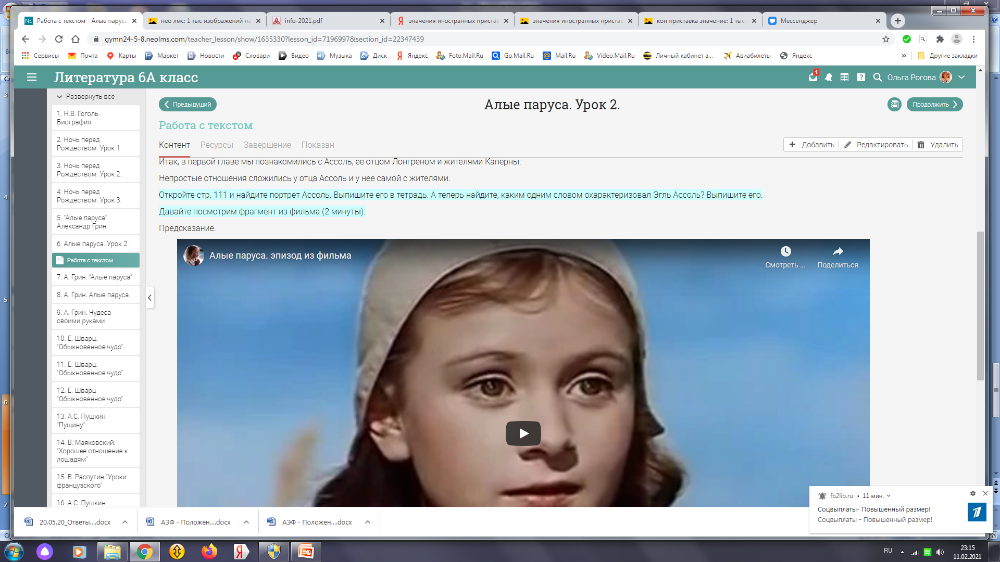 Работа с текстом - Алые паруса
нео лмс: 1 тыс изображений на
info-2021.pdf
значения иностранных пристав
значения иностранных пристав
кон приставка значение: 1 тыс
Мессенджер
gymn24-5-8.neolms.com/teacher_lesson/show/1635330?lesson_id=7196997&section_id=22347439
Сервисы
Почта
Карты
Маркет
Новости
Словари
Видео
Музыка
Диск
Яндекс
Foto.Mail.Ru
Go.Mail.Ru
Mail.Ru
Video.Mail.Ru
Личный кабинет а...
Авиабилеты
Яндекс
»
Другие закладки
Литература 6А класс
1
Ольга Рогова
Развернуть все
1. Н.В. Гоголь.
Биография
2. Ночь перед
Рождеством. Урок 1.
3. Ночь перед
Рождеством. Урок 2.
4. Ночь перед
Рождеством. Урок 3.
5. "Алые паруса"
Александр Грин
6. Алые паруса. Урок 2.
Работа с текстом
7. А. Грин. "Алые паруса"
8. А. Грин. Алые паруса
9. А. Грин. Чудеса
своими руками
10. Е. Шварц.
"Обыкновенное чудо"
11. Е. Шварц.
"Обыкновенное чудо"
12. Е. Шварц
"Обыкновенное чудо"
13. А.С. Пушкин
"Пущину"
14. В. Маяковский.
"Хорошее отношение к
лошадям"
15. В. Распутин "Уроки
французского"
16. А.С. Пушкин
Предыдущий
Алые паруса. Урок 2.
Продолжить
Работа с текстом
Контент
Ресурсы
Завершение
Показан
Добавить
Редактировать
Удалить
Итак, в первой главе мы познакомились с Ассоль, ее отцом Лонгреном и жителями Каперны.
Непростые отношения сложились у отца Ассоль и у нее самой с жителями.
Откройте стр. 111 и найдите портрет Ассоль. Выпишите его в тетрадь. А теперь найдите, каким одним словом охарактеризовал Эгль Ассоль? Выпишите его.
Давайте посмотрим фрагмент из фильма (2 минуты).
Предсказание.
Алые паруса. эпизод из фильма
Смотреть ...
Поделиться
fb2lib.ru • 11 мин.
Соцвыплаты- Повышенный размер!
Соцвыплаты - Повышенный размер!
20.05.20_Ответы....docx
АЭФ - Положен....docx
АЭФ - Положен....docx
3
4
5
6
7
RU
23:15
11.02.2021